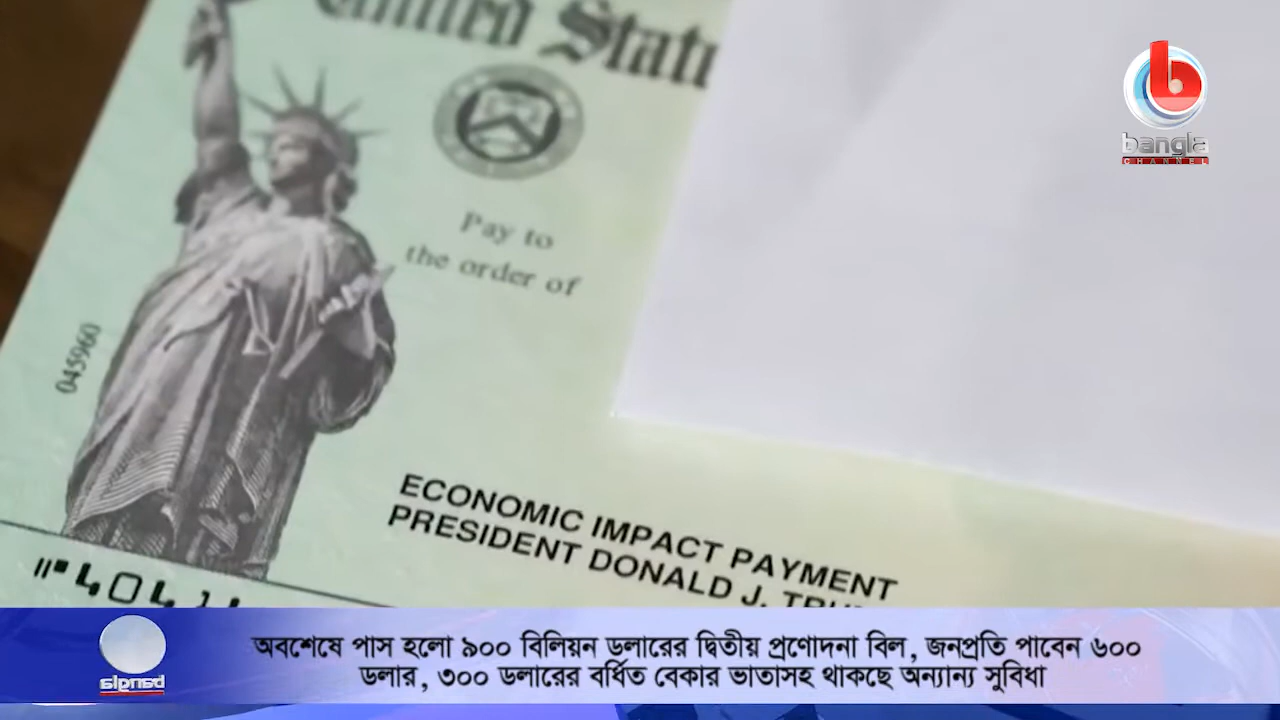 United
bangla
CHANNEL
Pay to
the order of
045960
ECONOMIC IMPACT PAYMENT
PRESIDENT DONALD J.
অবশেষে পাস হলো ৯০০ বিলিয়ন ডলারের দ্বিতীয় প্রণোদনা বিল, জনপ্রতি পাবেন ৬০০
ডলার, ৩০০ ডলারের বর্ধিত বেকার ভাতাসহ থাকছে অন্যান্য সুবিধা
bangla